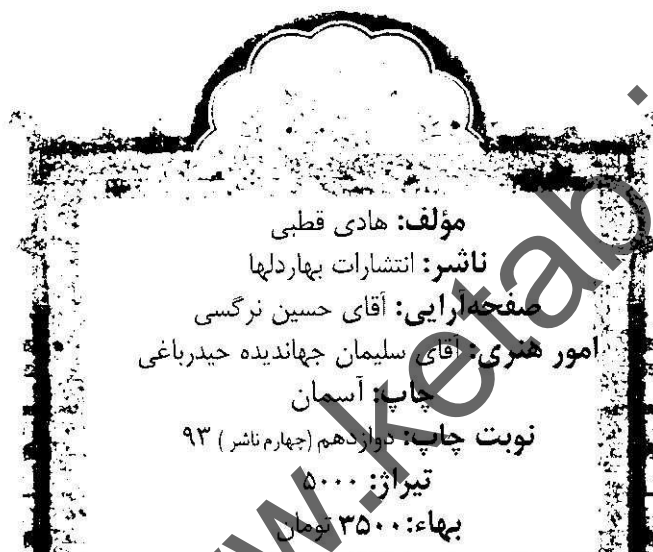 مؤلف: هادی قطبی
ناشر: انتشارات بهاردلها
صفحه‌آرایی: آقای حسین نرگسی
امور هنری: آقای سلیمان جهاندیده حیدرباغی
چاپ: آسمان
نوبت چاپ: دوازدهم (چهارم ناشر) ۹۳
تیراژ: ۵۰۰۰
بهاء: ۳۵۰۰ تومان
w.ketab.